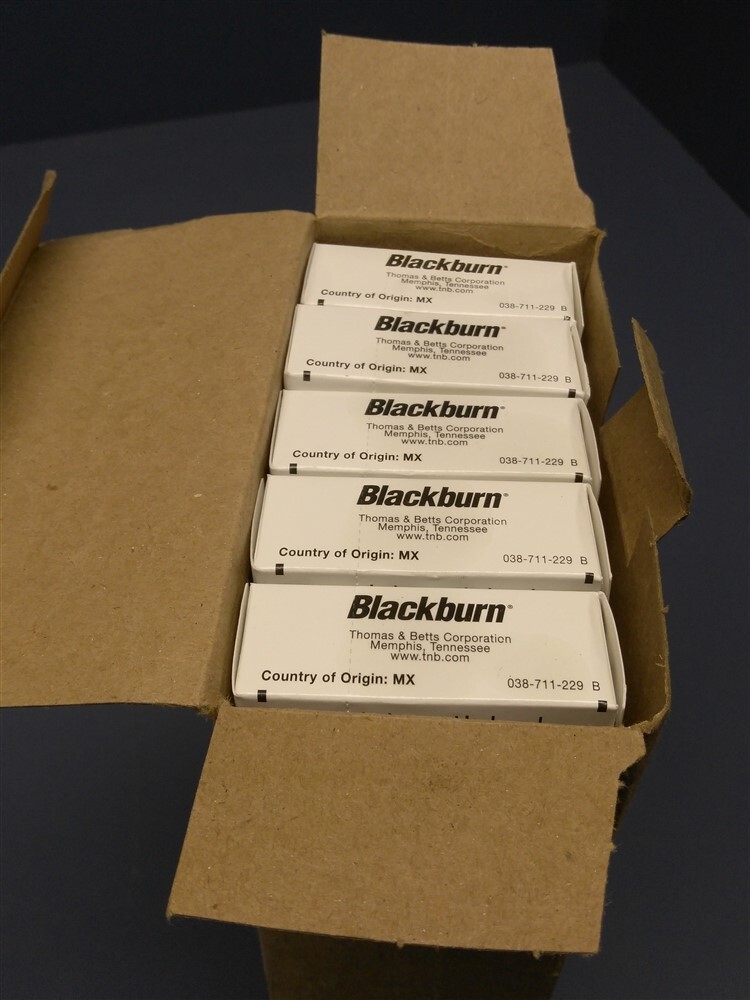 Blackburn®
Thomas & Betts Corporation
Memphis, Tennessee
www.tnb.com
Country of Origin: MX
038-711-229 B
Blackburn®
Thomas & Betts Corporation
Memphis, Tennessee
www.tnb.com
Country of Origin: MX
038-711-229 B
Blackburn®
Thomas & Betts Corporation
Memphis, Tennessee
www.tnb.com
Country of Origin: MX
038-711-229 B
Blackburn®
Thomas & Betts Corporation
Memphis, Tennessee
www.tnb.com
Country of Origin: MX
038-711-229 B
Blackburn®
Thomas & Betts Corporation
Memphis, Tennessee
www.tnb.com
Country of Origin: MX
038-711-229 B